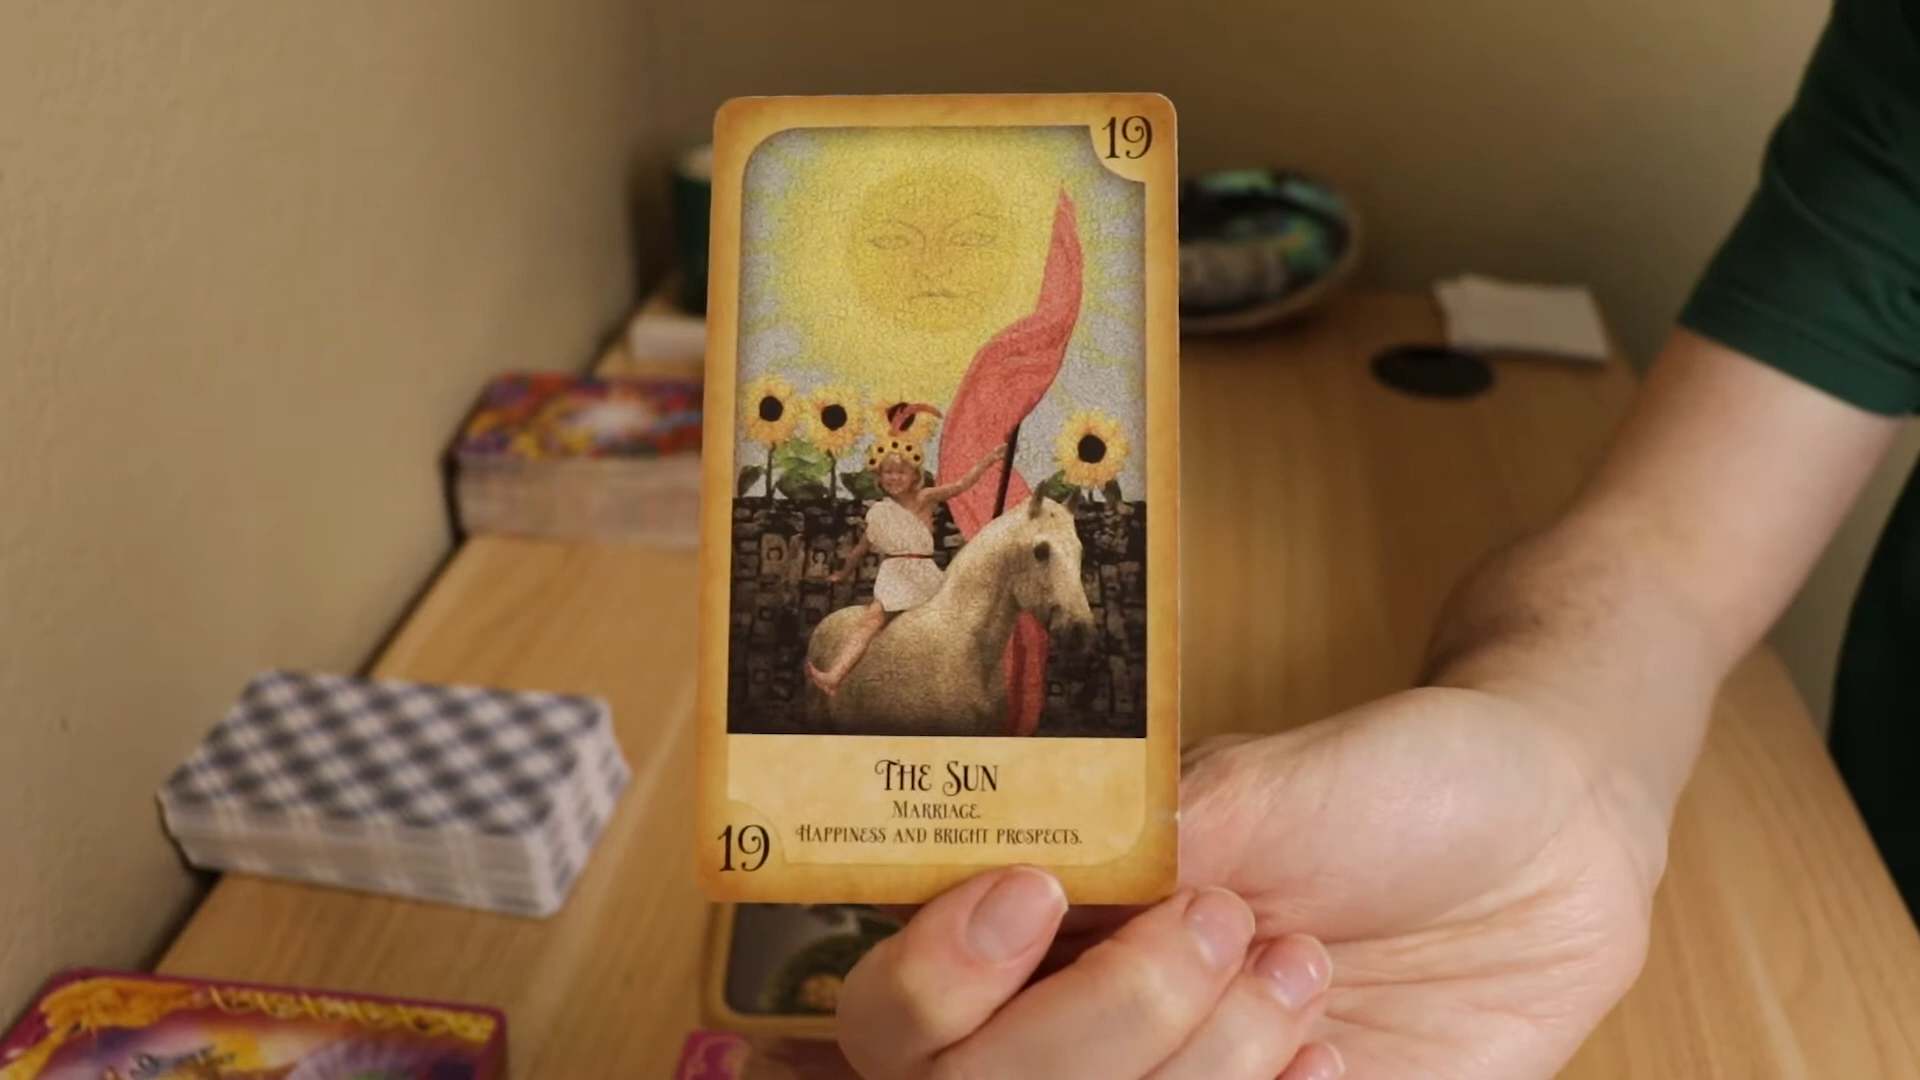 19
The Sun
Marriage.
Happiness and bright prospects.
19